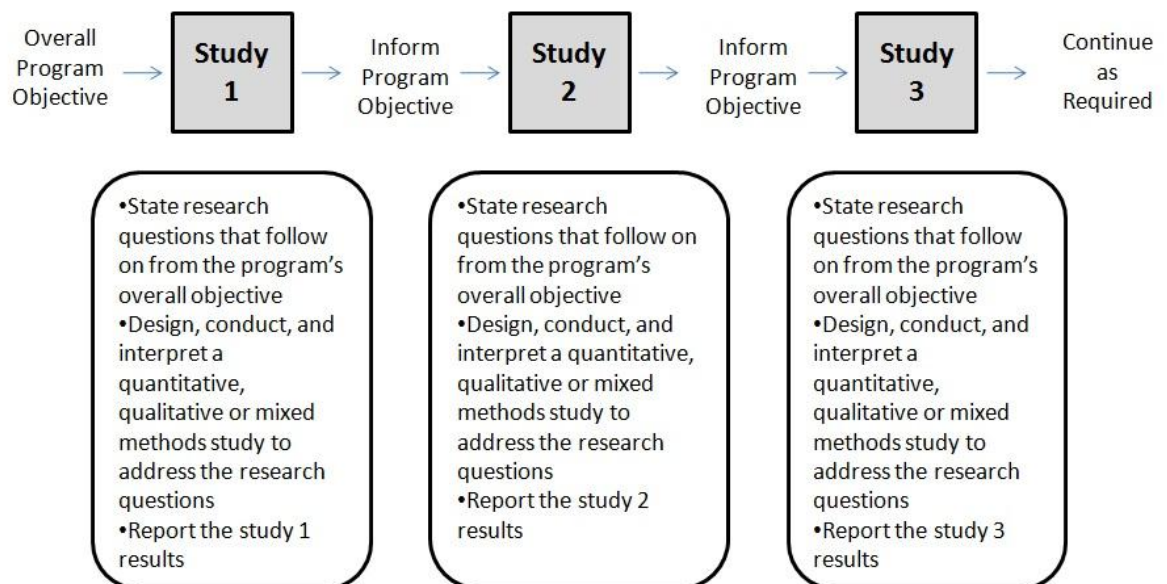 Overall
Program
Objective
Study
1
Inform
Program
Objective
Study
2
Inform
Program
Objective
Study
3
Continue
as
Required
•State research
questions that follow
on from the program's
overall objective
•Design, conduct, and
interpret a
quantitative,
qualitative or mixed
methods study to
address the research
questions
•Report the study 1
results
•State research
questions that follow on
from the program's
overall objective
•Design, conduct, and
interpret a quantitative,
qualitative or mixed
methods study to
address the research
questions
•Report the study 2
results
•State research
questions that follow
on from the program's
overall objective
•Design, conduct, and
interpret a
quantitative,
qualitative or mixed
methods study to
address the research
questions
•Report the study 3
results